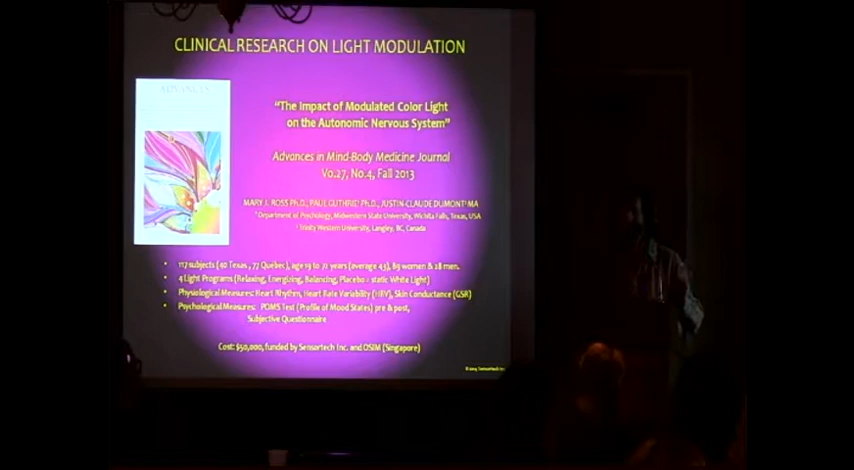 CLINICAL RESEARCH ON LIGHT MODULATION
ADVANCES
"The Impact of Modulated Color Light
on the Autonomic Nervous System"
Advances in Mind-Body Medicine Journal
Vo.27, No.4, Fall 2013
MARY J. ROSS Ph.D., PAUL GUTHRIE Ph.D., JUSTIN-CLAUDE DUMONT MA
Department of Psychology, Midwestern State University, Wichita Falls, Texas, USA
Trinity Western University, Langley, BC, Canada
• 117 subjects (40 Texas, 77 Quebec), age 19 to 71 years (average 43), 89 women & 28 men.
• 4 Light Programs (Relaxing, Energizing, Balancing, Placebo - static White Light)
• Physiological Measures: Heart Rhythm, Heart Rate Variability (HRV), Skin Conductance (GSR)
• Psychological Measures: POMS Test (Profile of Mood States) pre & post,
Subjective Questionnaire
Cost: $50,000, funded by Sensortech Inc. and OSIM (Singapore)
Sensortech Inc